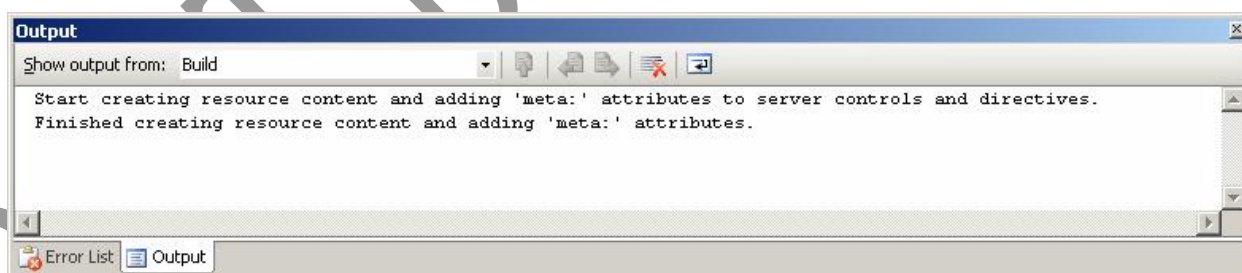 Output
Show output from: Build
Start creating resource content and adding 'meta:' attributes to server controls and directives.
Finished creating resource content and adding 'meta:' attributes.
Error List Output